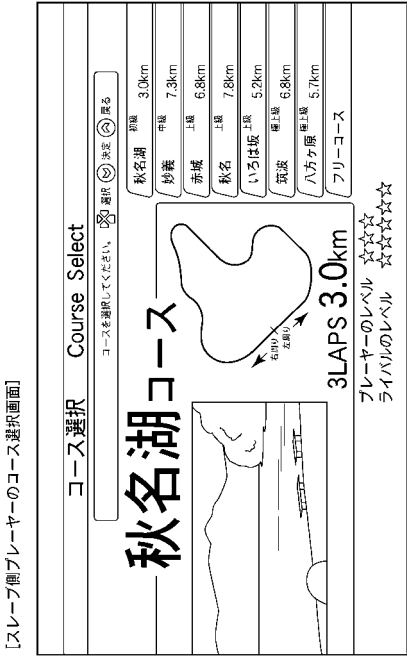 [スレーブ側プレーヤーのコース選択画面]
コース選択 Course Select
コースを選択してください。 選択 決定 戻る
秋名湖コース
右周り
左周り
3LAPS 3.0km
プレーヤーのレベル ☆☆☆
ライバルのレベル ☆☆☆☆☆
秋名湖 初級 3.0km
妙義 中級 7.3km
赤城 上級 6.8km
秋名 上級 7.8km
いろは坂 上級 5.2km
筑波 極上級 6.8km
八方ヶ原 極上級 5.7km
フリーコース